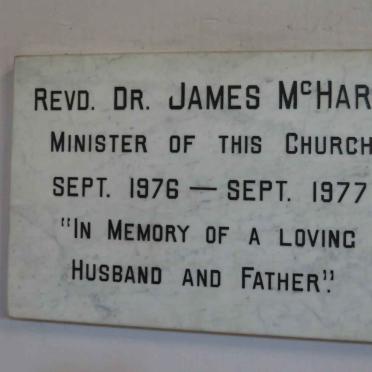 REVD. DR. JAMES
MINISTER OF THIS CHURCH
SEPT. 1976 — SEPT. 1977
"IN MEMORY OF A LOVING
HUSBAND AND FATHER".